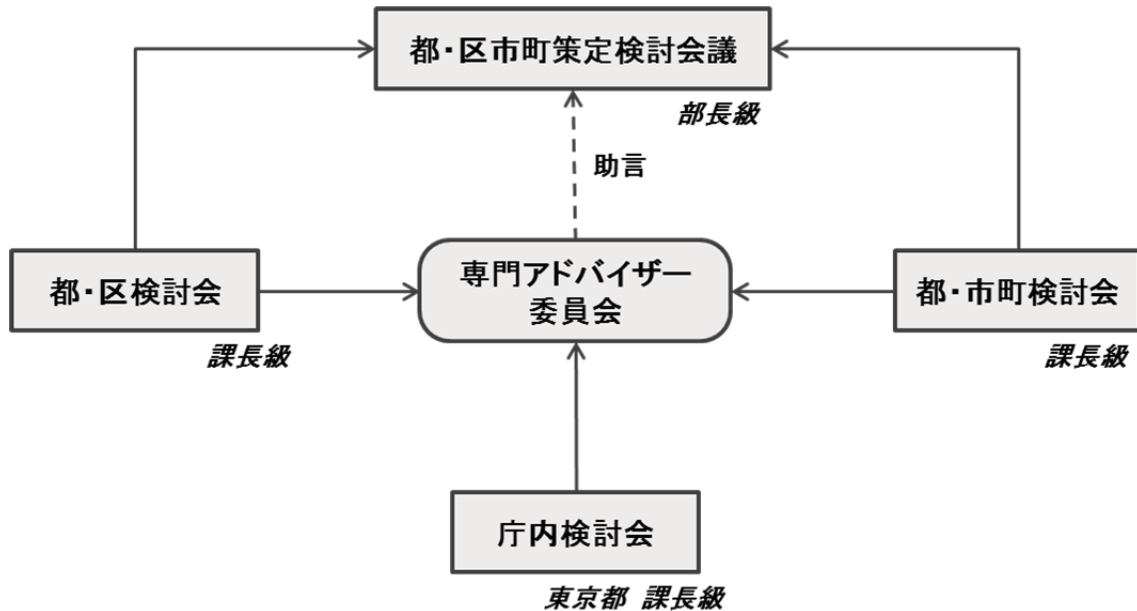 都・区市町策定検討会議
部長級
助言
都・区検討会
課長級
専門アドバイザー
委員会
都・市町検討会
課長級
庁内検討会
東京都 課長級